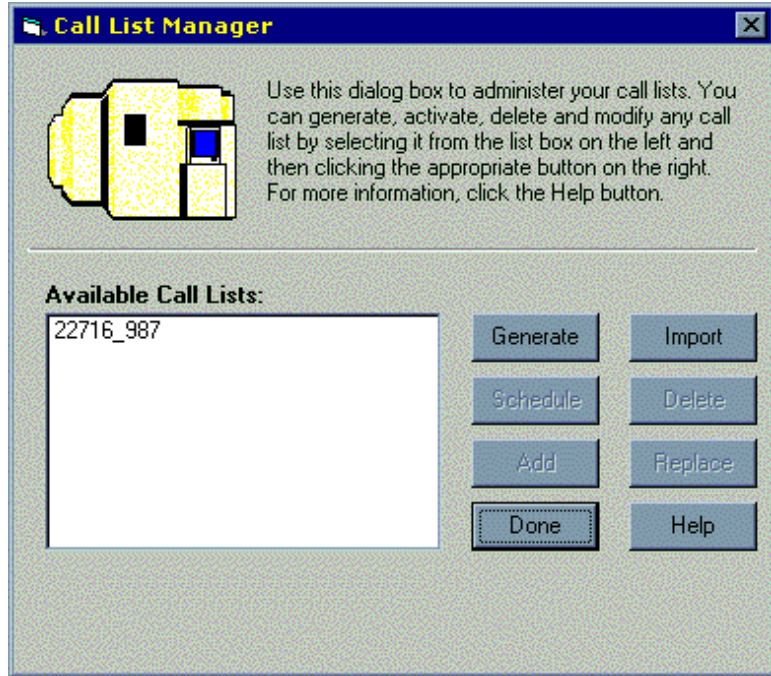 Call List Manager
Use this dialog box to administer your call lists. You
can generate, activate, delete and modify any call
list by selecting it from the list box on the left and
then clicking the appropriate button on the right.
For more information, click the Help button.
Available Call Lists:
22716_987
Generate Import
Schedule Delete
Add Replace
Done Help